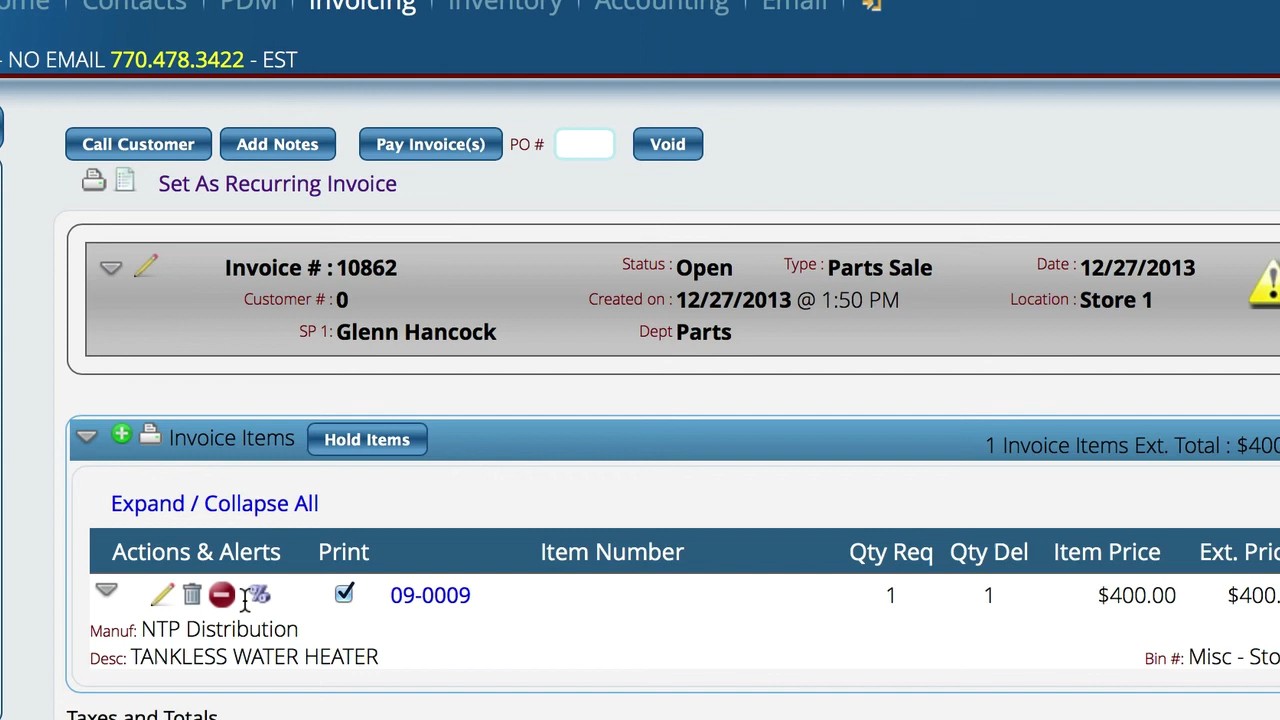 Home Contacts PDM Invoicing Inventory Accounting Email
- NO EMAIL 770.478.3422 - EST
Call Customer Add Notes Pay Invoice(s) PO # Void
Set As Recurring Invoice
Invoice # : 10862 Status : Open Type : Parts Sale Date : 12/27/2013
Customer # : 0 Created on : 12/27/2013 @ 1:50 PM Location : Store 1
SP 1: Glenn Hancock Dept Parts
Invoice Items Hold Items 1 Invoice Items Ext. Total : $400
Expand / Collapse All
Actions & Alerts Print Item Number Qty Req Qty Del Item Price Ext. Pric
09-0009 1 1 $400.00 $400.
Manuf: NTP Distribution
Desc: TANKLESS WATER HEATER Bin #: Misc - Sto
Taxes and Totals